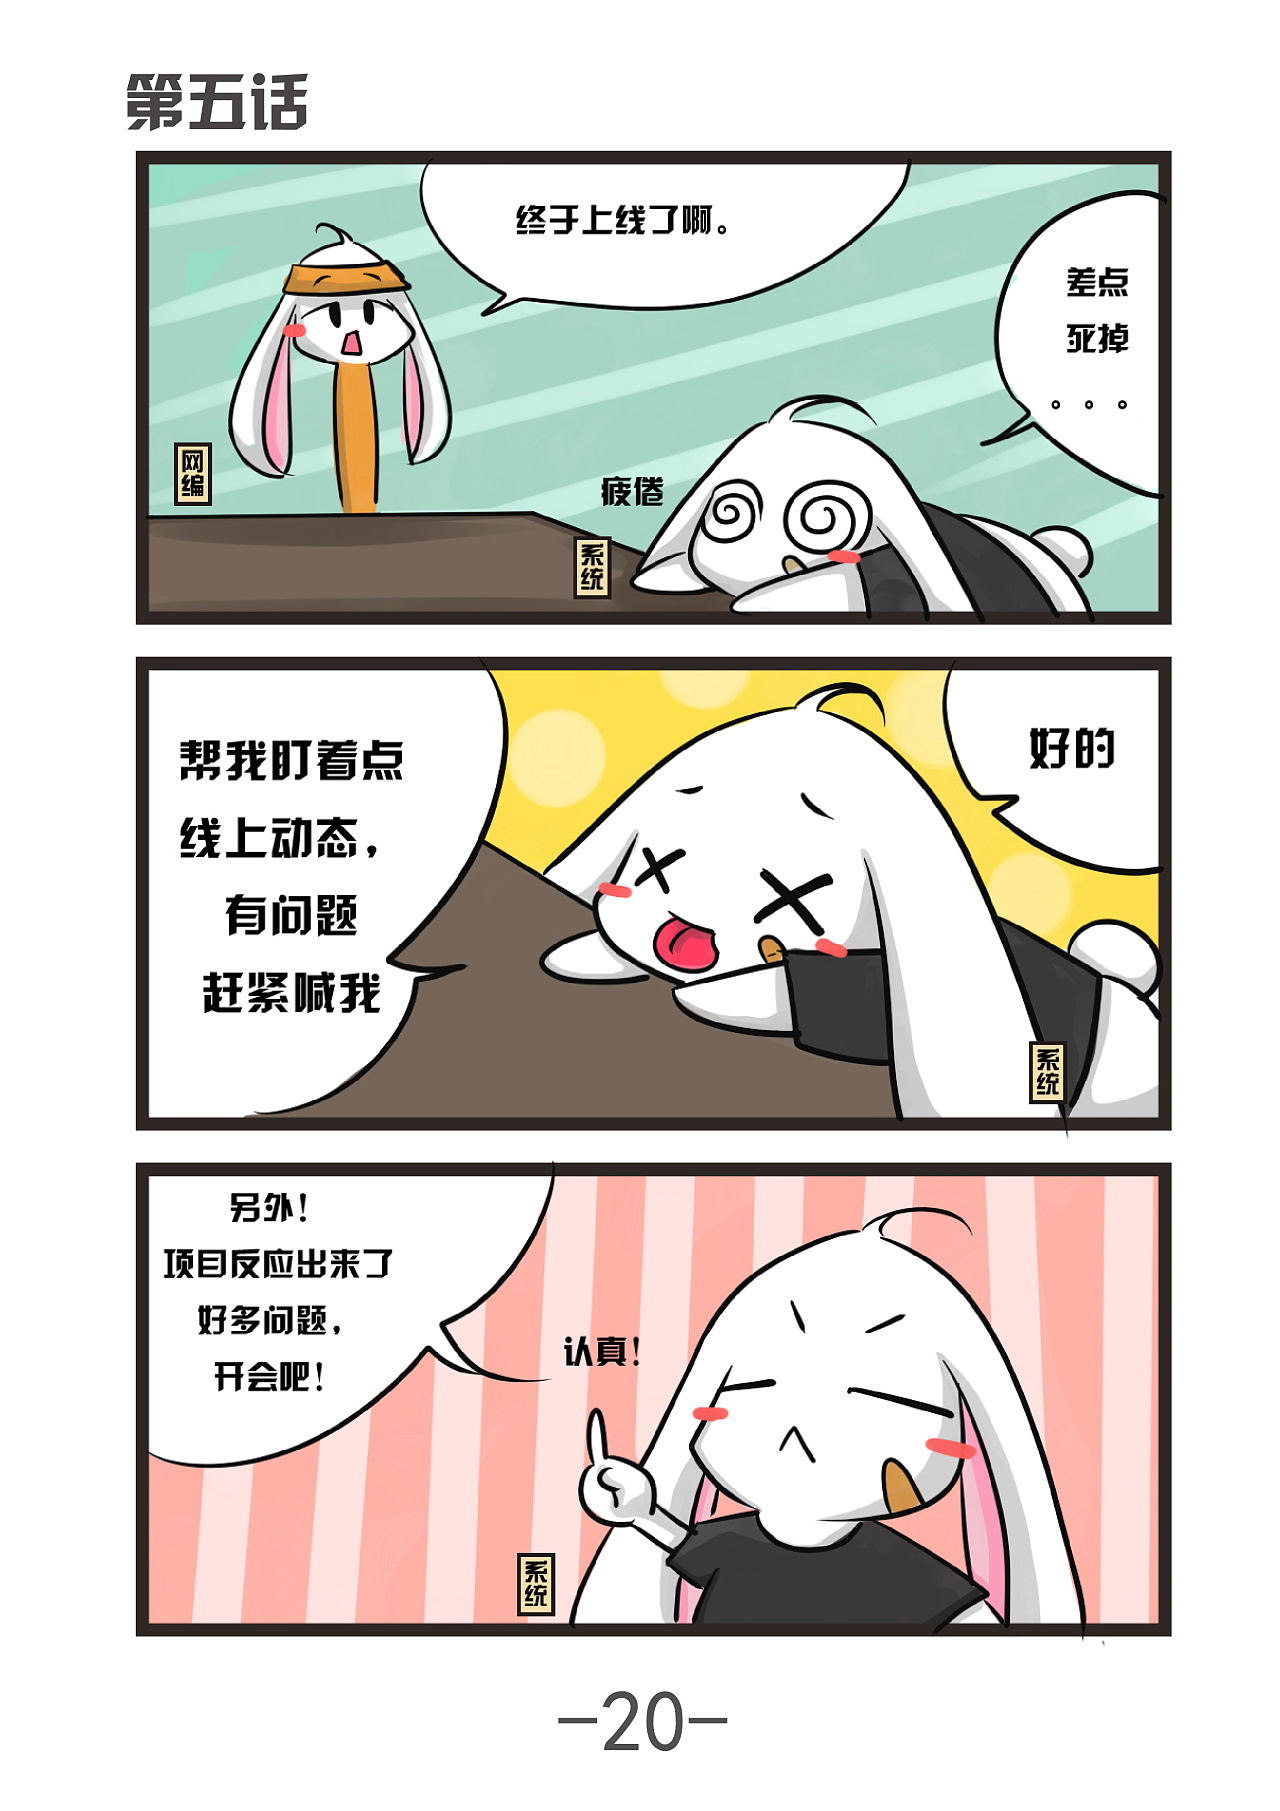 第五话
终于上线了啊。
差点
死掉
。。。
网编
疲倦
系统
帮我盯着点
线上动态，
有问题
赶紧喊我
好的
系统
另外！
项目反应出来了
好多问题，
开会吧！
认真！
系统
-20-